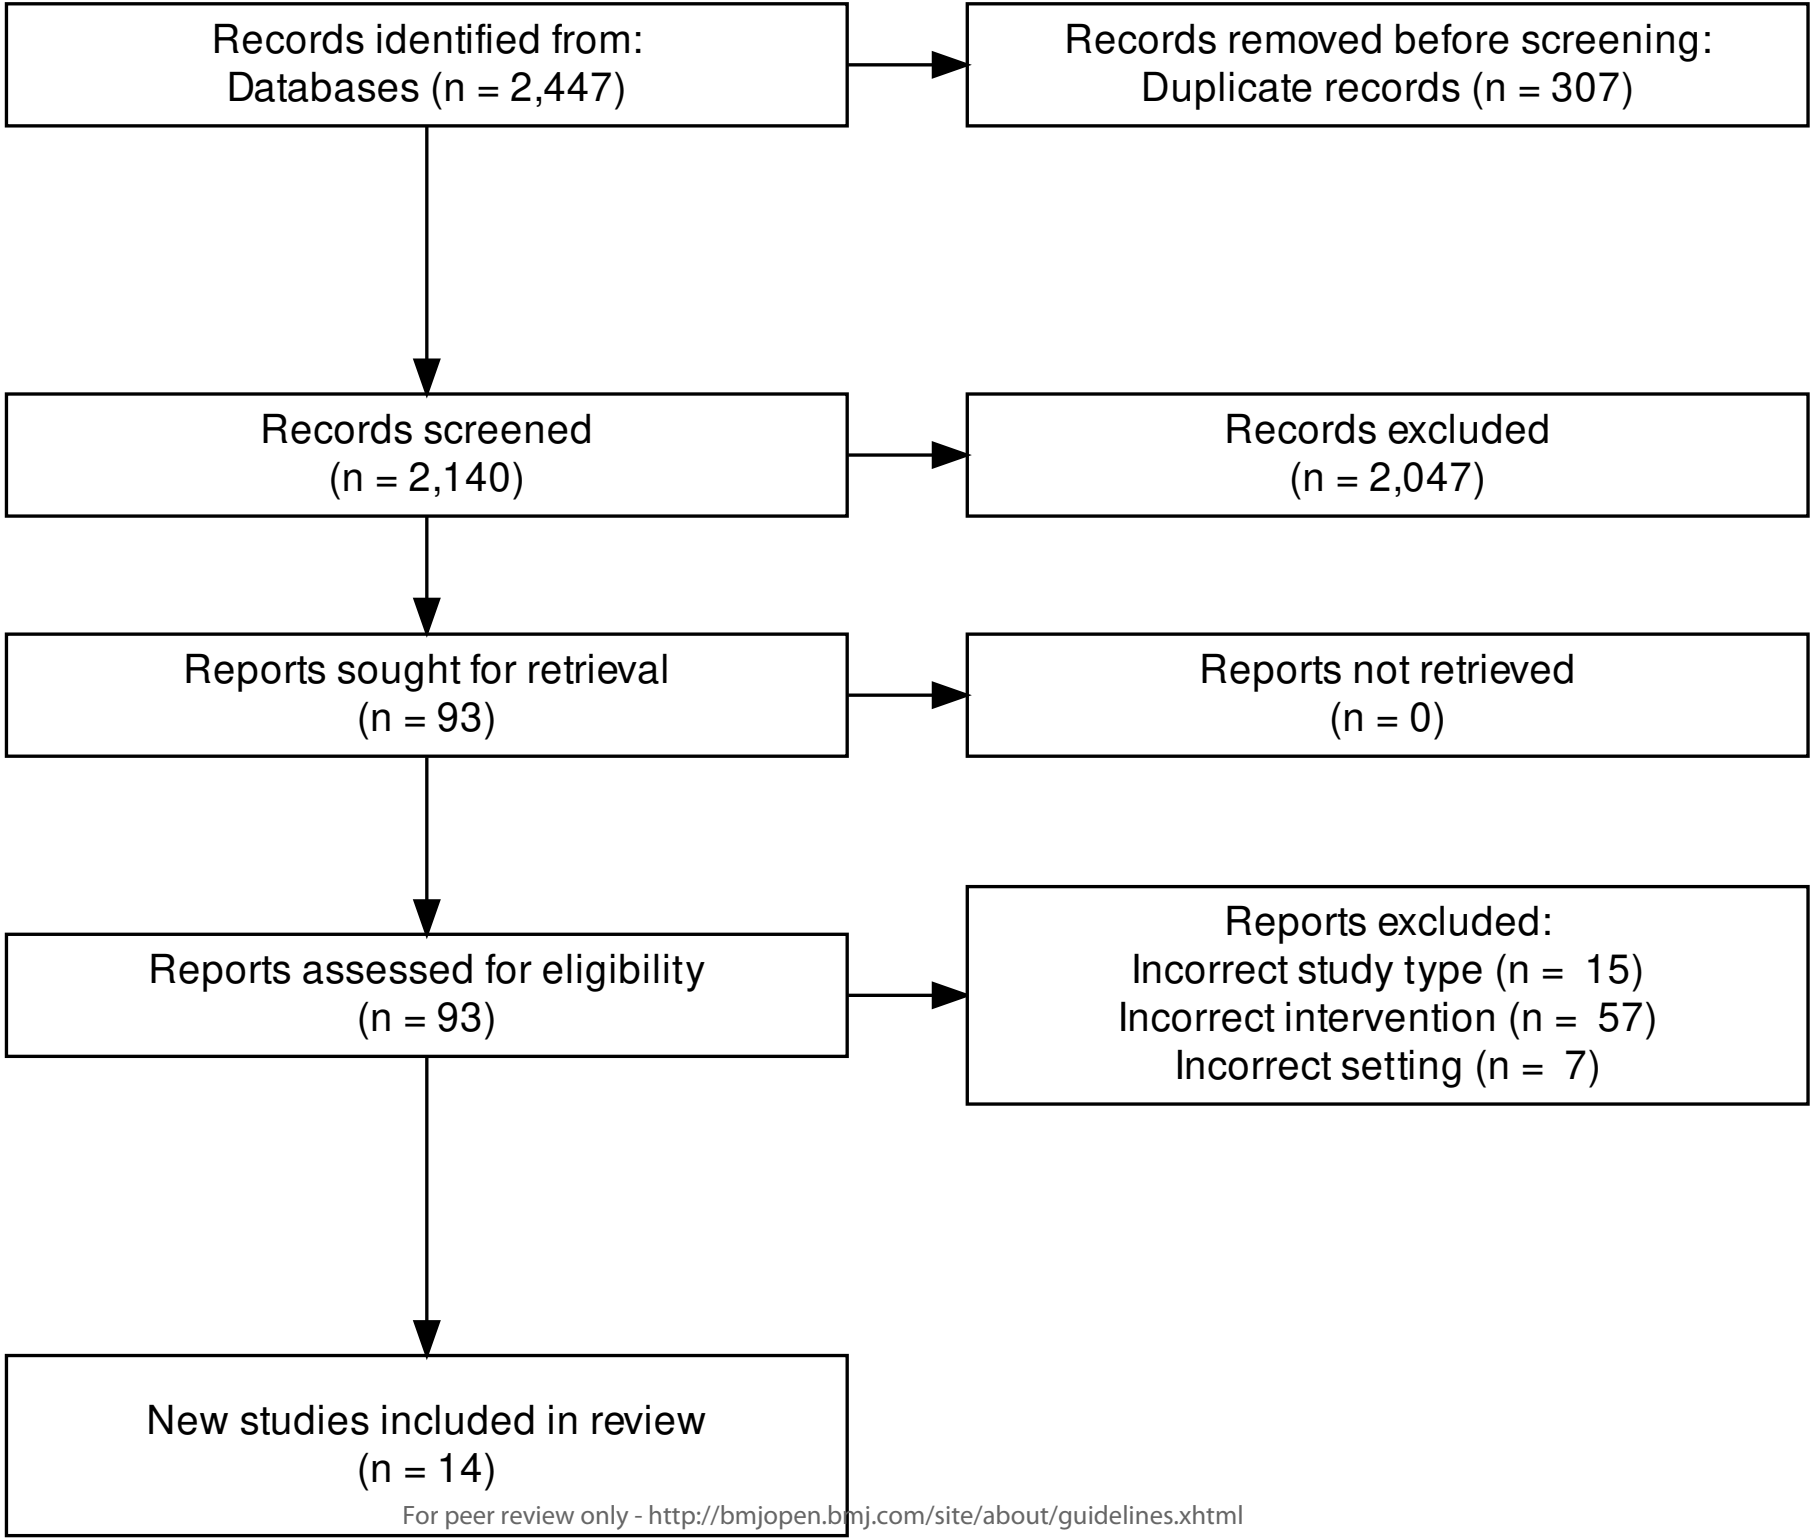 Records identified from:
Databases (n = 2,447)
Records removed before screening:
Duplicate records (n = 307)
Records screened
(n = 2,140)
Records excluded
(n = 2,047)
Reports sought for retrieval
(n = 93)
Reports not retrieved
(n = 0)
Reports assessed for eligibility
(n = 93)
Reports excluded:
Incorrect study type (n = 15)
Incorrect intervention (n = 57)
Incorrect setting (n = 7)
New studies included in review
(n = 14)
For peer review only - http://bmjopen.bmj.com/site/about/guidelines.xhtml